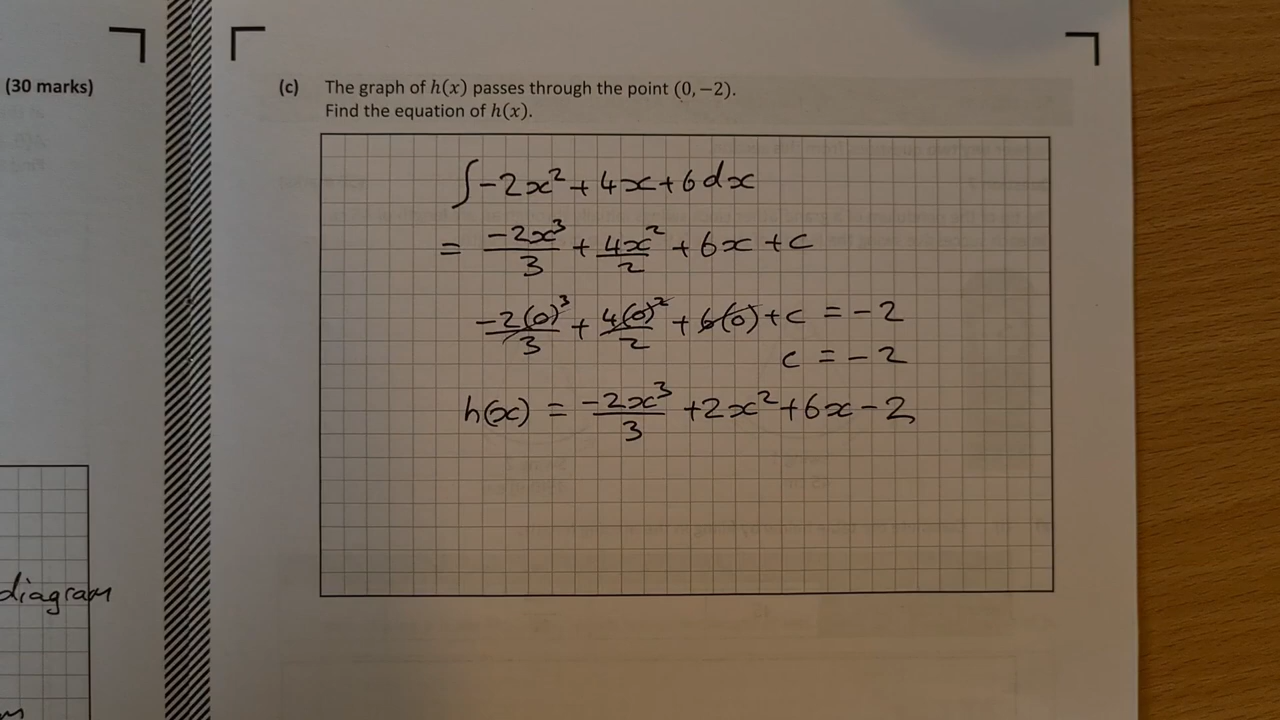 (30 marks)
(c) The graph of h(x) passes through the point (0, −2).
Find the equation of h(x).
∫ -2x² + 4x + 6 dx
= -2x³/3 + 4x²/2 + 6x + c
-2(0)³/3 + 4(0)²/2 + 6(0) + c = -2
c = -2
h(x) = -2x³/3 + 2x² + 6x - 2
diagram